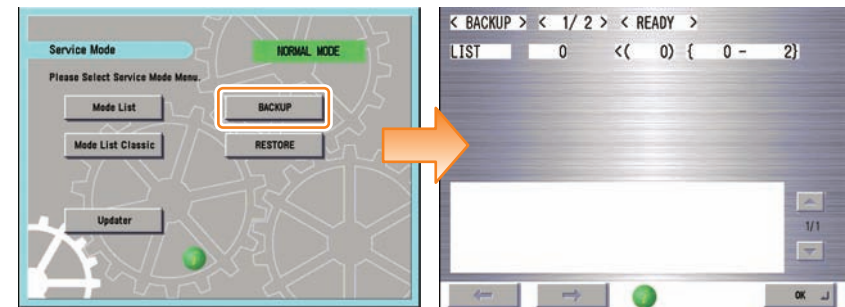 Service Mode
NORMAL MODE
Please Select Service Mode Menu.
Mode List
BACKUP
Mode List Classic
RESTORE
Updater
< BACKUP > < 1/ 2 > < READY >
LIST 0 <( 0) { 0 - 2}
1/1
OK